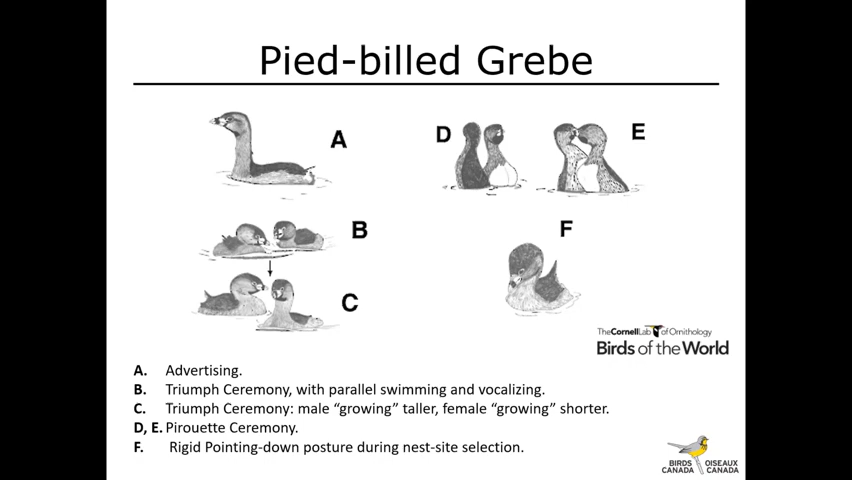 Pied-billed Grebe
A
D
E
B
F
C
The CornellLab of Ornithology
Birds of the World
A. Advertising.
B. Triumph Ceremony, with parallel swimming and vocalizing.
C. Triumph Ceremony: male “growing” taller, female “growing” shorter.
D, E. Pirouette Ceremony.
F. Rigid Pointing-down posture during nest-site selection.
BIRDS CANADA
OISEAUX CANADA